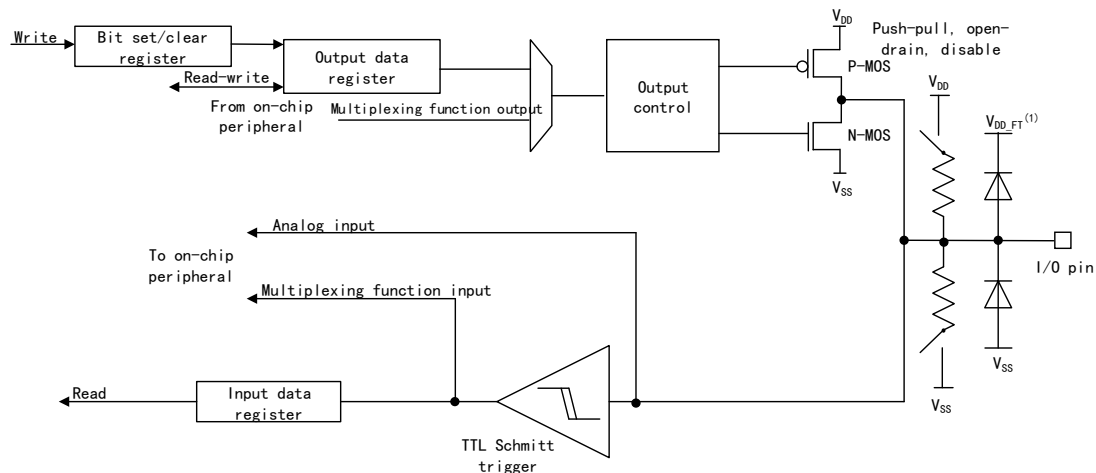 Write
Bit set/clear
register
Read-write
From on-chip
peripheral
Output data
register
Multiplexing function output
Output
control
V_DD
P-MOS
N-MOS
V_SS
Push-pull, open-
drain, disable
V_DD
V_DD_FT(1)
I/O pin
V_SS
V_SS
Analog input
To on-chip
peripheral
Multiplexing function input
Read
Input data
register
TTL Schmitt
trigger